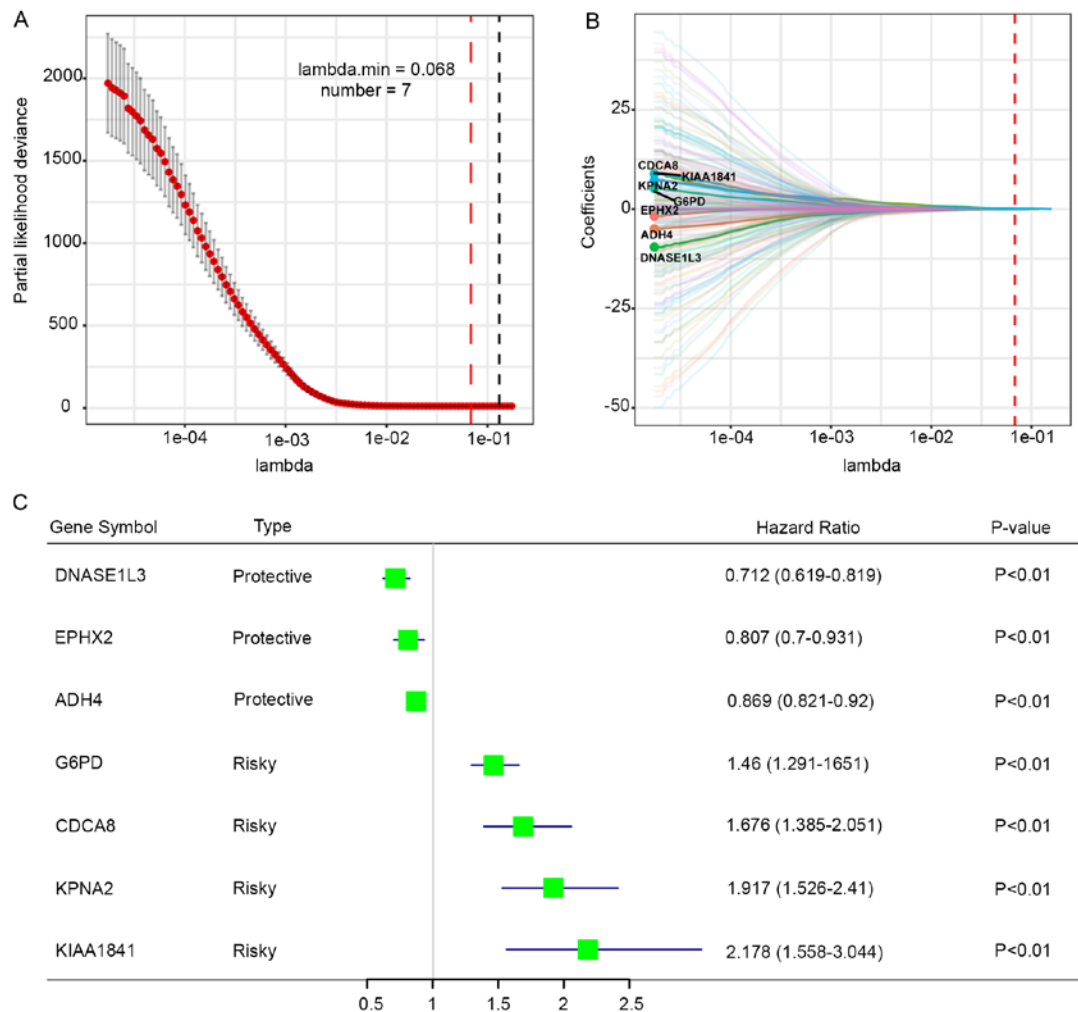 A
Partial likelihood deviance
2000
1500
1000
500
0
lambda.min = 0.068
number = 7
1e-04 1e-03 1e-02 1e-01
lambda
B
Coefficients
25
0
-25
-50
CDCA8
KIAA1841
KPNA2
G6PD
EPHX2
ADH4
DNASE1L3
1e-04 1e-03 1e-02 1e-01
lambda
C
Gene Symbol Type Hazard Ratio P-value
DNASE1L3 Protective 0.712 (0.619-0.819) P<0.01
EPHX2 Protective 0.807 (0.7-0.931) P<0.01
ADH4 Protective 0.869 (0.821-0.92) P<0.01
G6PD Risky 1.46 (1.291-1651) P<0.01
CDCA8 Risky 1.676 (1.385-2.051) P<0.01
KPNA2 Risky 1.917 (1.526-2.41) P<0.01
KIAA1841 Risky 2.178 (1.558-3.044) P<0.01
0.5 1 1.5 2 2.5